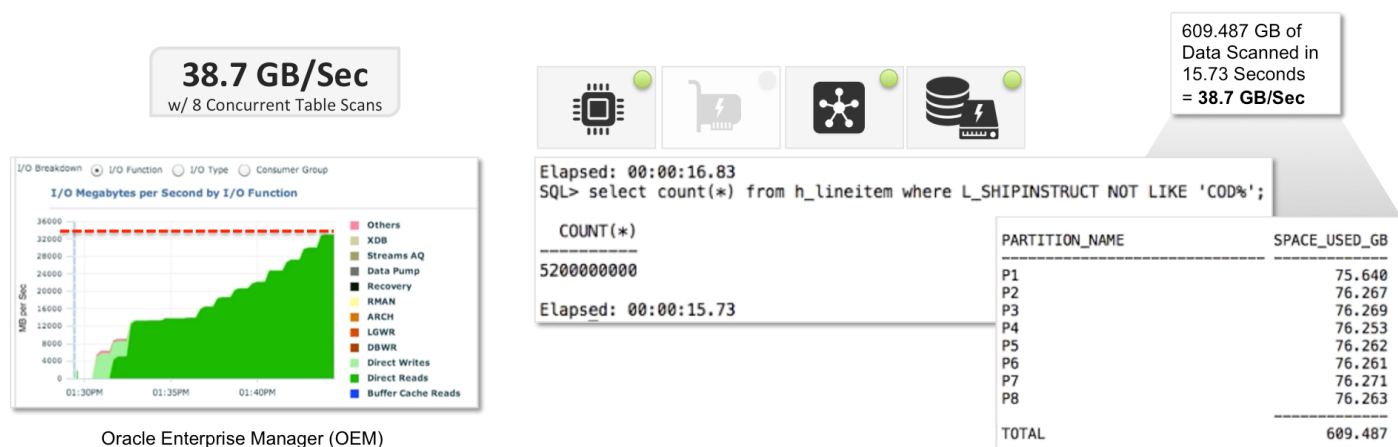 38.7 GB/Sec
w/ 8 Concurrent Table Scans
I/O Breakdown I/O Function I/O Type Consumer Group
I/O Megabytes per Second by I/O Function
MB per Sec
36000
32000
28000
24000
20000
16000
12000
8000
4000
0
01:30PM 01:35PM 01:40PM
Others
XDB
Streams AQ
Data Pump
Recovery
RMAN
ARCH
LGWR
DBWR
Direct Writes
Direct Reads
Buffer Cache Reads
Oracle Enterprise Manager (OEM)
Elapsed: 00:00:16.83
SQL> select count(*) from h_lineitem where L_SHIPINSTRUCT NOT LIKE 'COD%';
COUNT(*)
----------
5200000000
Elapsed: 00:00:15.73
609.487 GB of
Data Scanned in
15.73 Seconds
= 38.7 GB/Sec
PARTITION_NAME SPACE_USED_GB
------------------------------ -------------
P1 75.640
P2 76.267
P3 76.269
P4 76.253
P5 76.262
P6 76.261
P7 76.271
P8 76.263
-------------
TOTAL 609.487